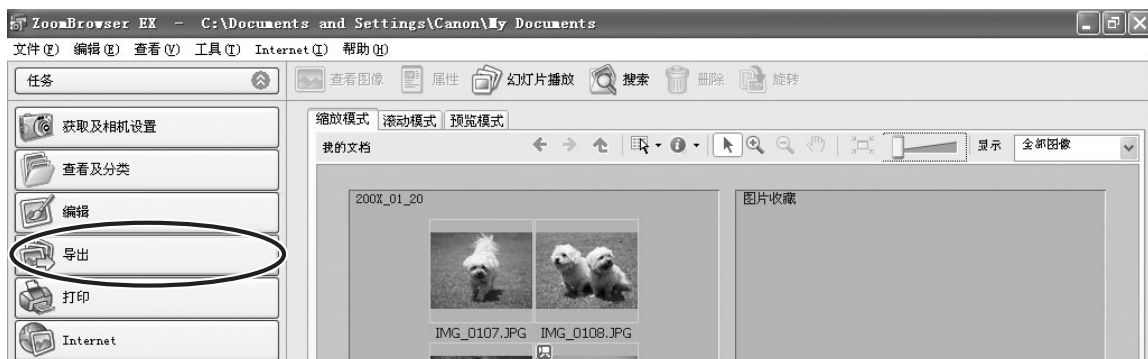 ZoomBrowser EX - C:\Documents and Settings\Canon\My Documents
文件(F) 编辑(E) 查看(V) 工具(T) Internet(I) 帮助(H)
任务
查看图像 属性 幻灯片播放 搜索 删除 旋转
获取及相机设置
查看及分类
编辑
导出
打印
Internet
缩放模式 滚动模式 预览模式
我的文档
显示 全部图像
200X_01_20
图片收藏
IMG_0107.JPG IMG_0108.JPG